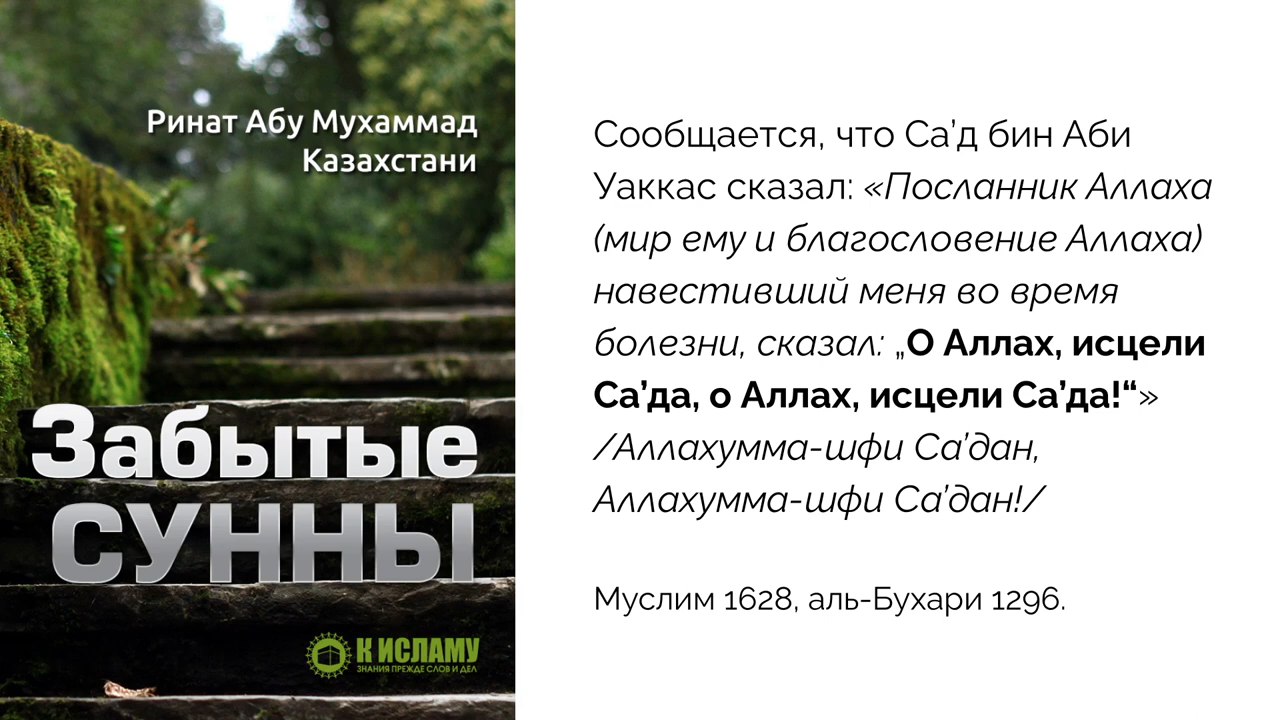 Ринат Абу Мухаммад
Казахстани
Забытые
СУННЫ
К ИСЛАМУ
ЗНАНИЯ ПРЕЖДЕ СЛОВ И ДЕЛ
Сообщается, что Са’д бин Аби
Уаккас сказал: «Посланник Аллаха
(мир ему и благословение Аллаха)
навестивший меня во время
болезни, сказал: „О Аллах, исцели
Са’да, о Аллах, исцели Са’да!“»
/Аллахумма-шфи Са’дан,
Аллахумма-шфи Са’дан!/
Муслим 1628, аль-Бухари 1296.